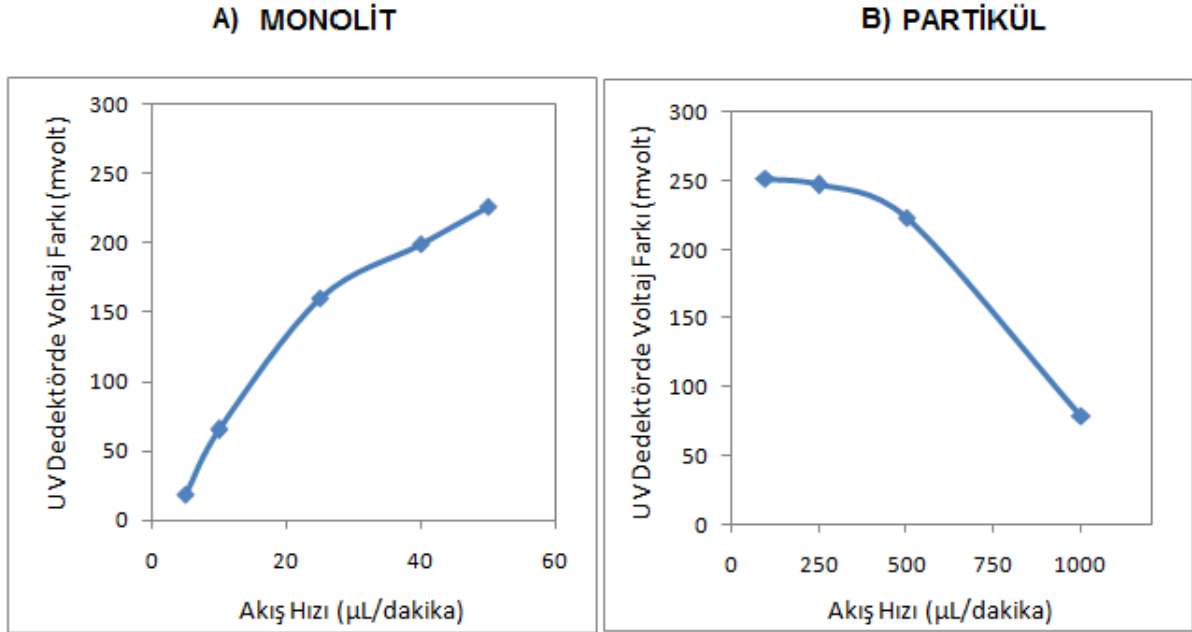 A) MONOLİT
300
250
200
150
100
50
0
UV Dedektörde Voltaj Farkı (mvolt)
0 20 40 60
Akış Hızı (µL/dakika)
B) PARTİKÜL
300
250
200
150
100
50
0
UV Dedektörde Voltaj Farkı (mvolt)
0 250 500 750 1000
Akış Hızı (µL/dakika)